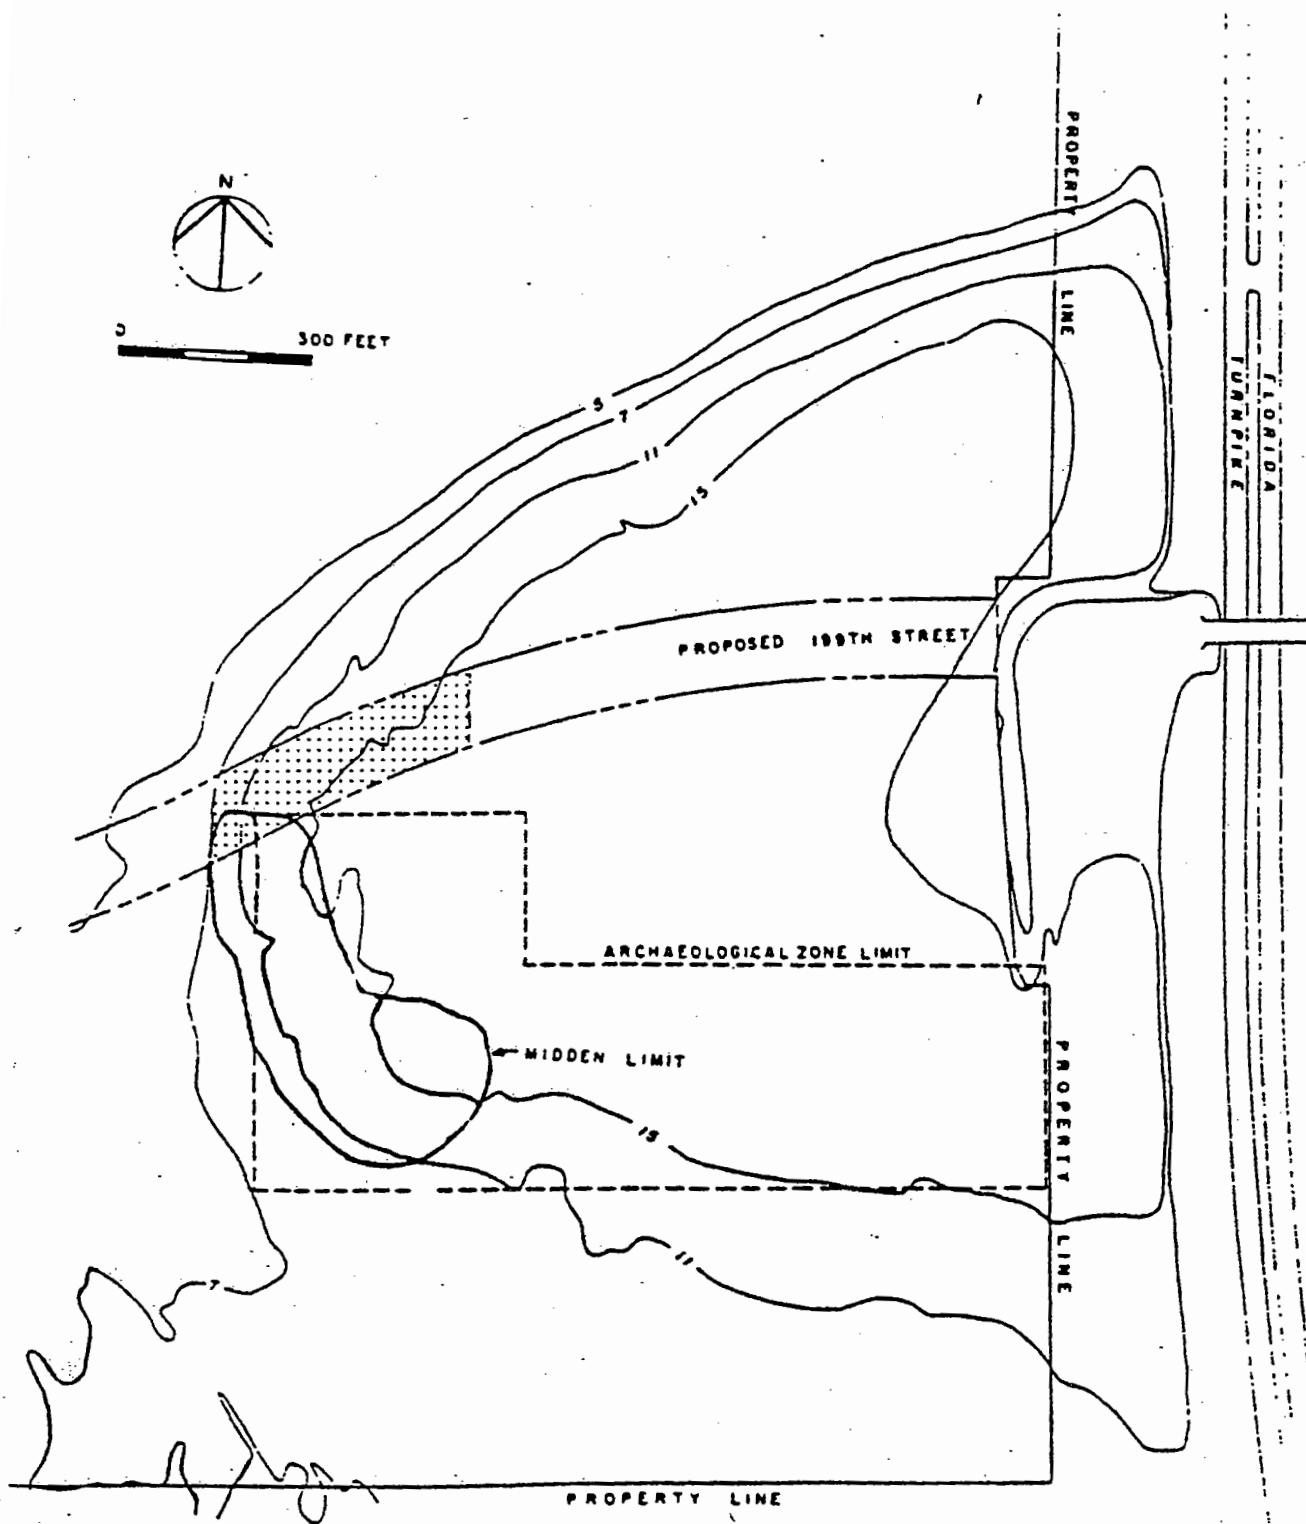 N
0 300 FEET
PROPERTY
LINE
FLORIDA
TURNPIKE
5
7
11
15
PROPOSED 199TH STREET
ARCHAEOLOGICAL ZONE LIMIT
MIDDEN LIMIT
15
PROPERTY
LINE
11
7
PROPERTY LINE